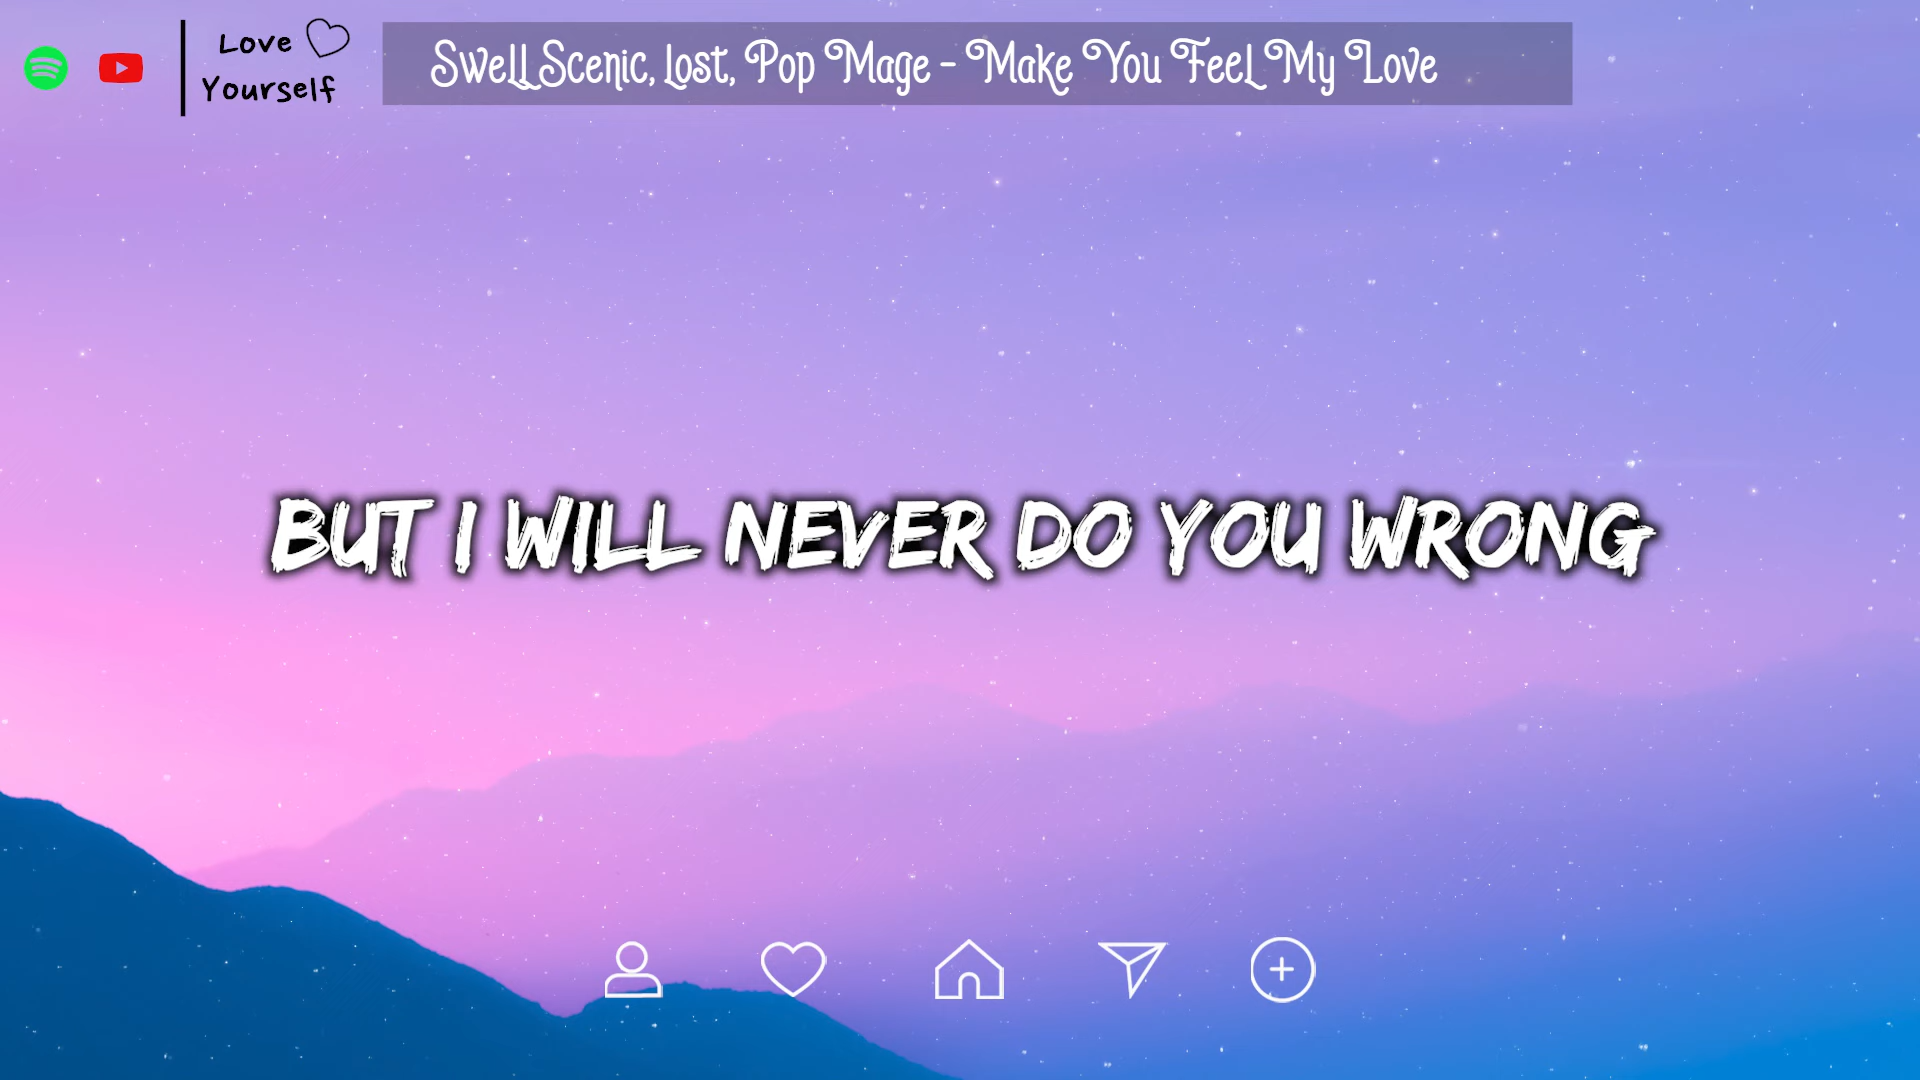 Love
Yourself
Swell Scenic, Lost, Pop Mage - Make You Feel My Love
BUT I WILL NEVER DO YOU WRONG